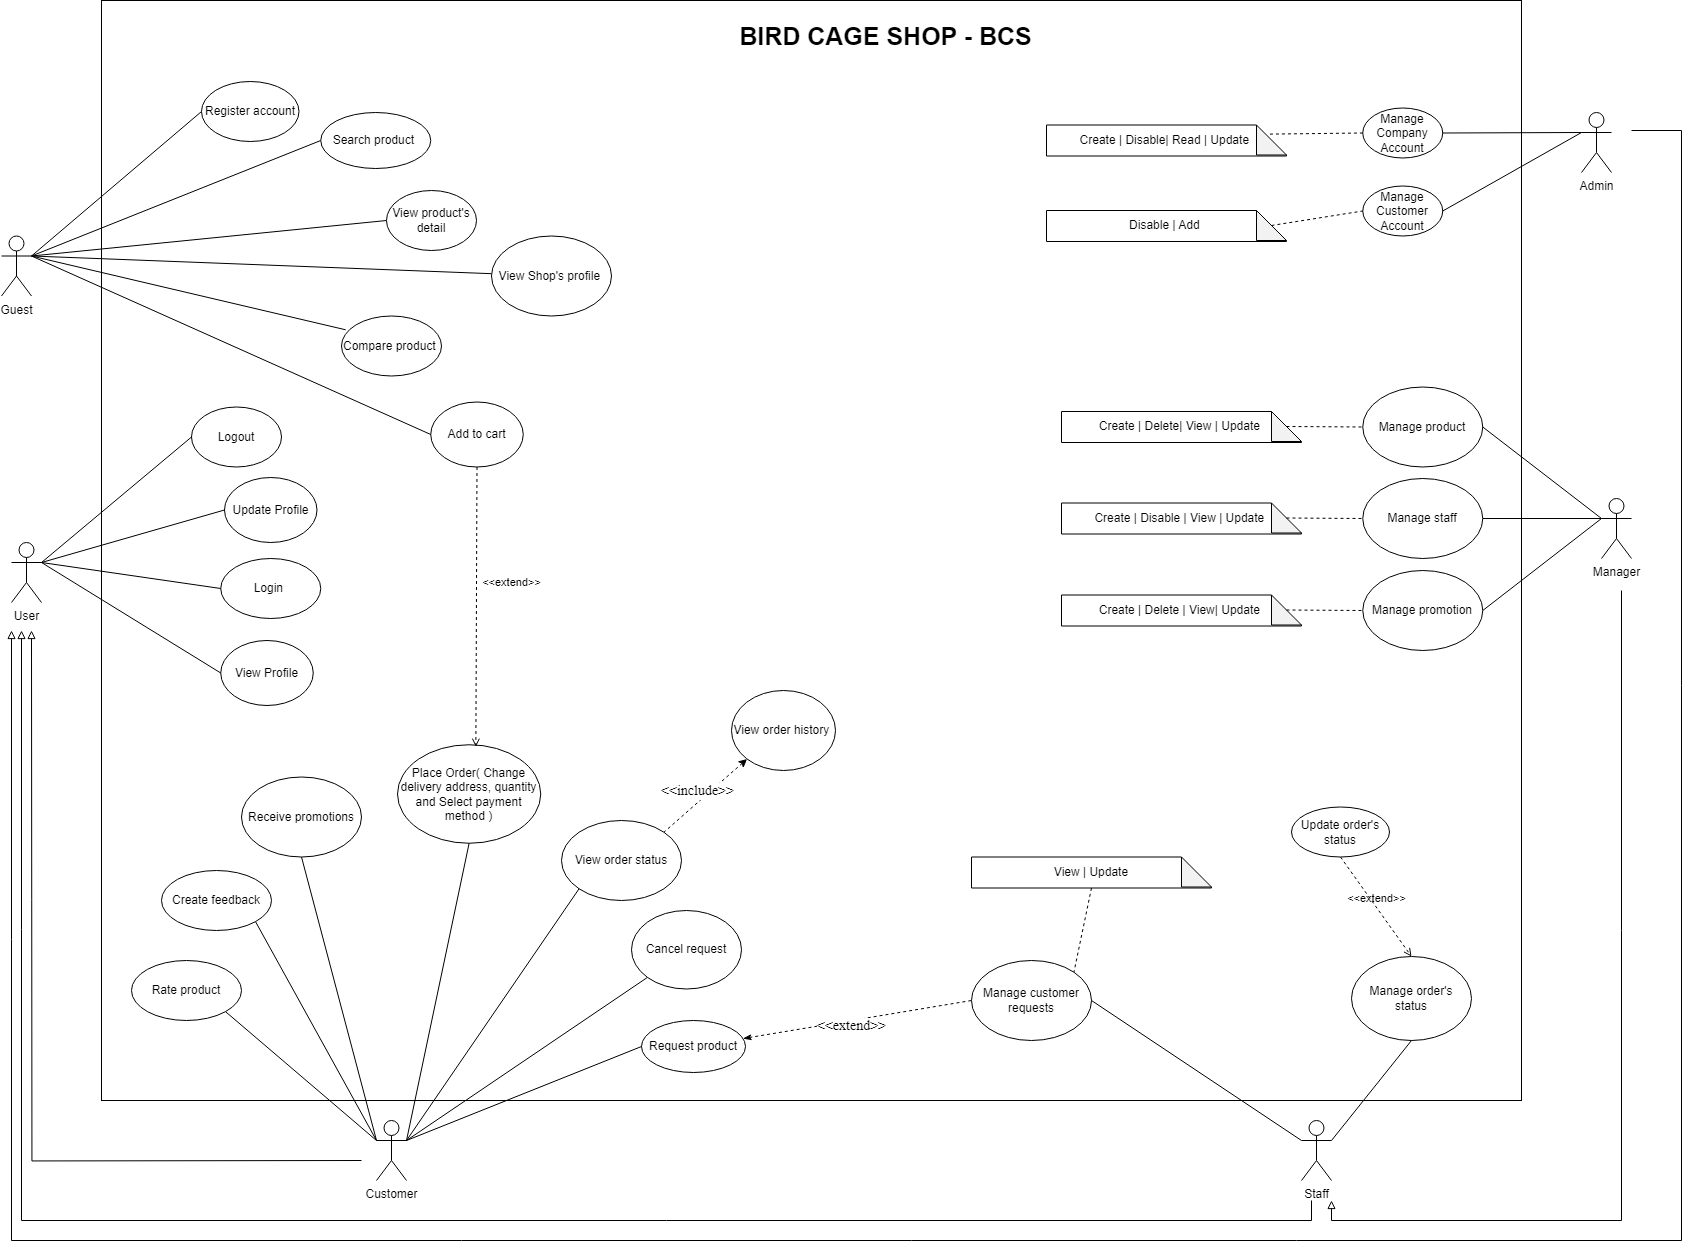 BIRD CAGE SHOP - BCS
Register account
Search product
View product's
detail
View Shop's profile
Compare product
Add to cart
Guest
Create | Disable| Read | Update
Manage
Company
Account
Disable | Add
Manage
Customer
Account
Admin
Logout
Update Profile
Login
View Profile
User
<<extend>>
Create | Delete| View | Update
Manage product
Create | Disable | View | Update
Manage staff
Create | Delete | View| Update
Manage promotion
Manager
View order history
<<include>>
Place Order( Change
delivery address, quantity
and Select payment
method )
Receive promotions
View order status
Create feedback
Cancel request
Rate product
Request product
<<extend>>
View | Update
Manage customer
requests
Update order's
status
<<extend>>
Manage order's
status
Customer
Staff